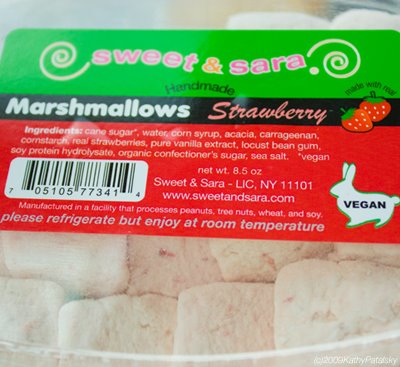 sweet & sara
Handmade
Marshmallows Strawberry made with real
Ingredients: cane sugar*, water, corn syrup, acacia, carrageenan,
cornstarch, real strawberries, pure vanilla extract, locust bean gum,
soy protein hydrolysate, organic confectioner's sugar, sea salt. *vegan
net wt. 8.5 oz
Sweet & Sara - LIC, NY 11101
www.sweetandsara.com
7 05105 77341 4
VEGAN
Manufactured in a facility that processes peanuts, tree nuts, wheat, and soy.
please refrigerate but enjoy at room temperature
(c)2009KathyPatalsky